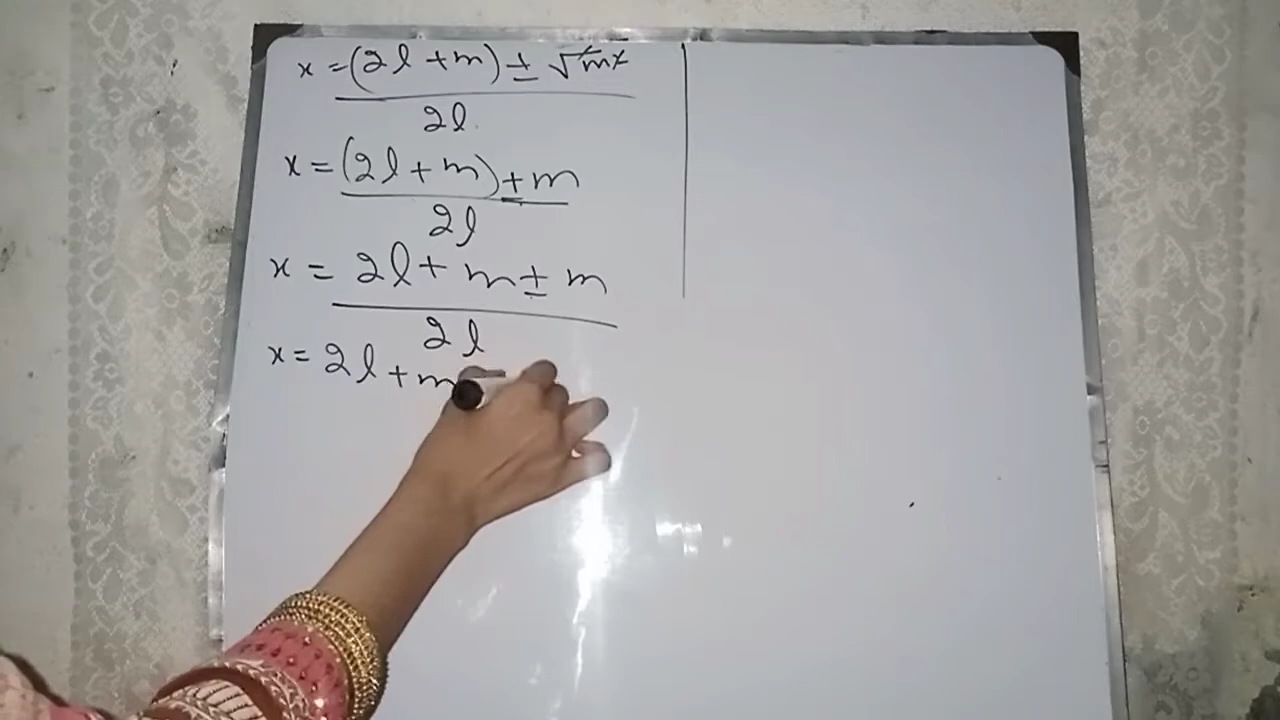 x = (2l + m) ± √m²
2l
x = (2l + m) ± m
2l
x = 2l + m ± m
2l
x = 2l + m